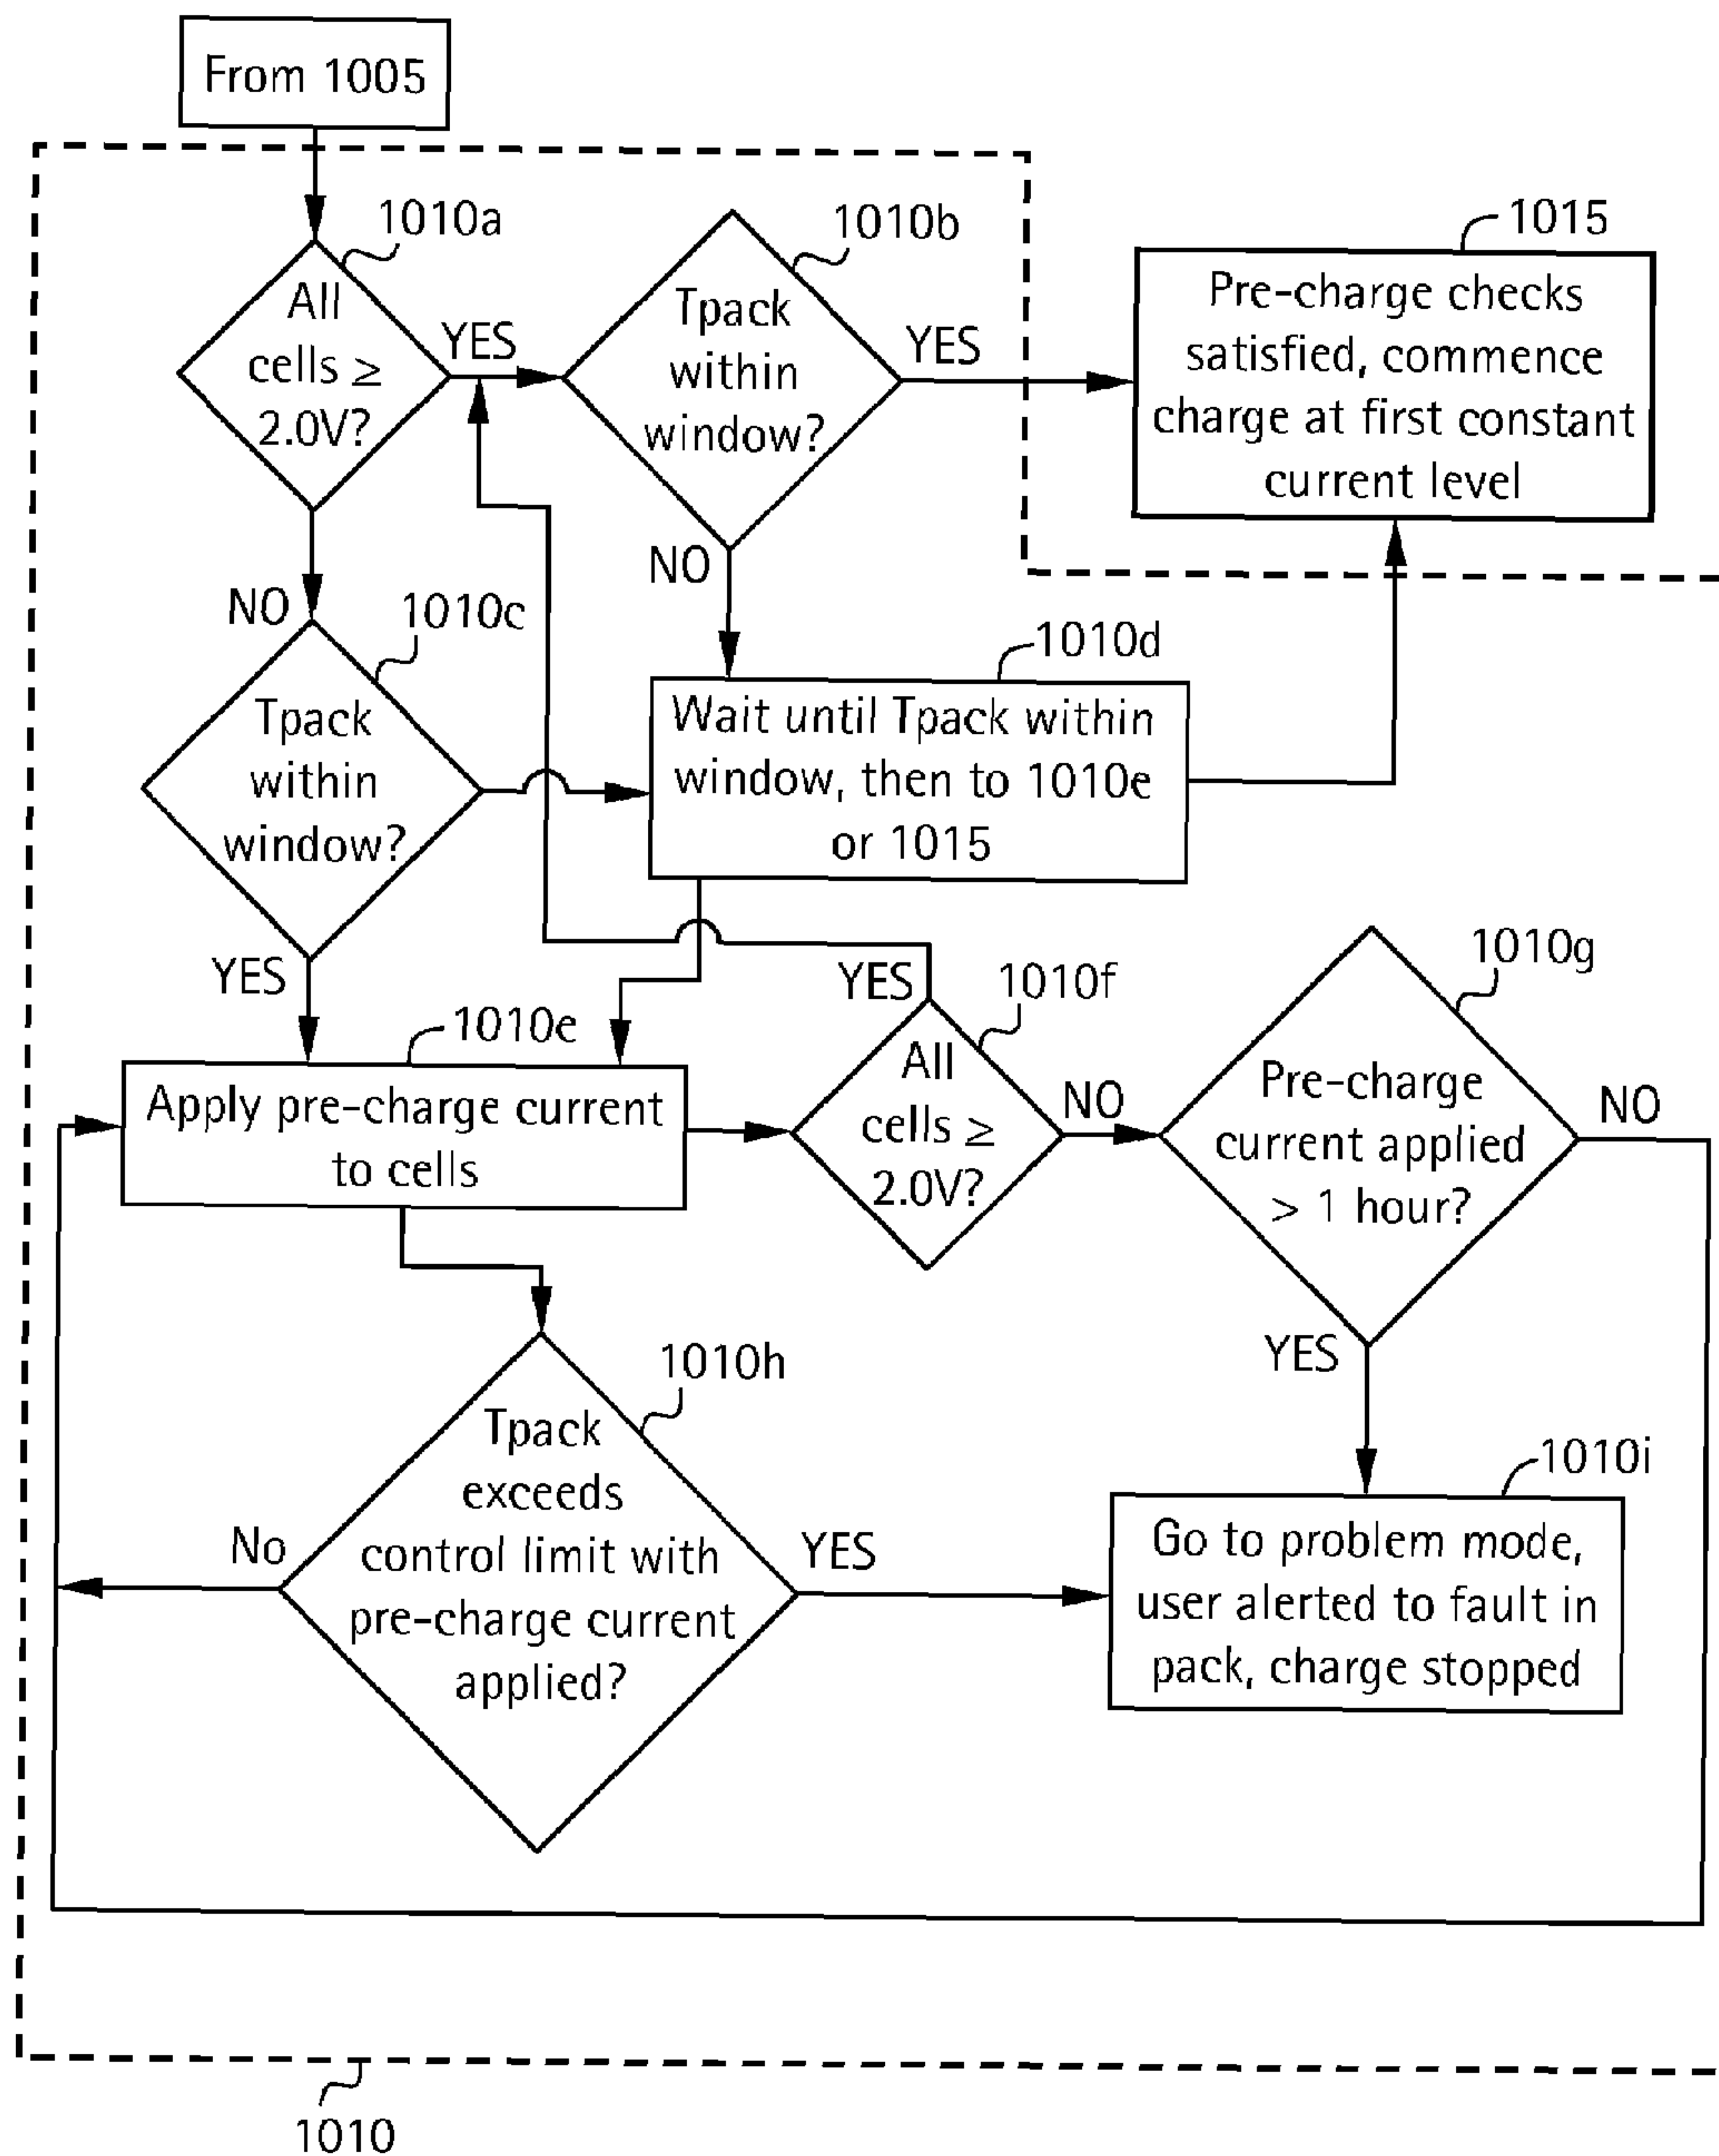 From 1005
1010a
All
cells ≥
2.0V?
YES
1010b
Tpack
within
window?
YES
1015
Pre-charge checks
satisfied, commence
charge at first constant
current level
NO
NO
1010c
Tpack
within
window?
1010d
Wait until Tpack within
window, then to 1010e
or 1015
YES
1010e
Apply pre-charge current
to cells
YES
1010f
All
cells ≥
2.0V?
NO
1010g
Pre-charge
current applied
> 1 hour?
NO
YES
1010h
Tpack
exceeds
control limit with
pre-charge current
applied?
No
YES
1010i
Go to problem mode,
user alerted to fault in
pack, charge stopped
1010